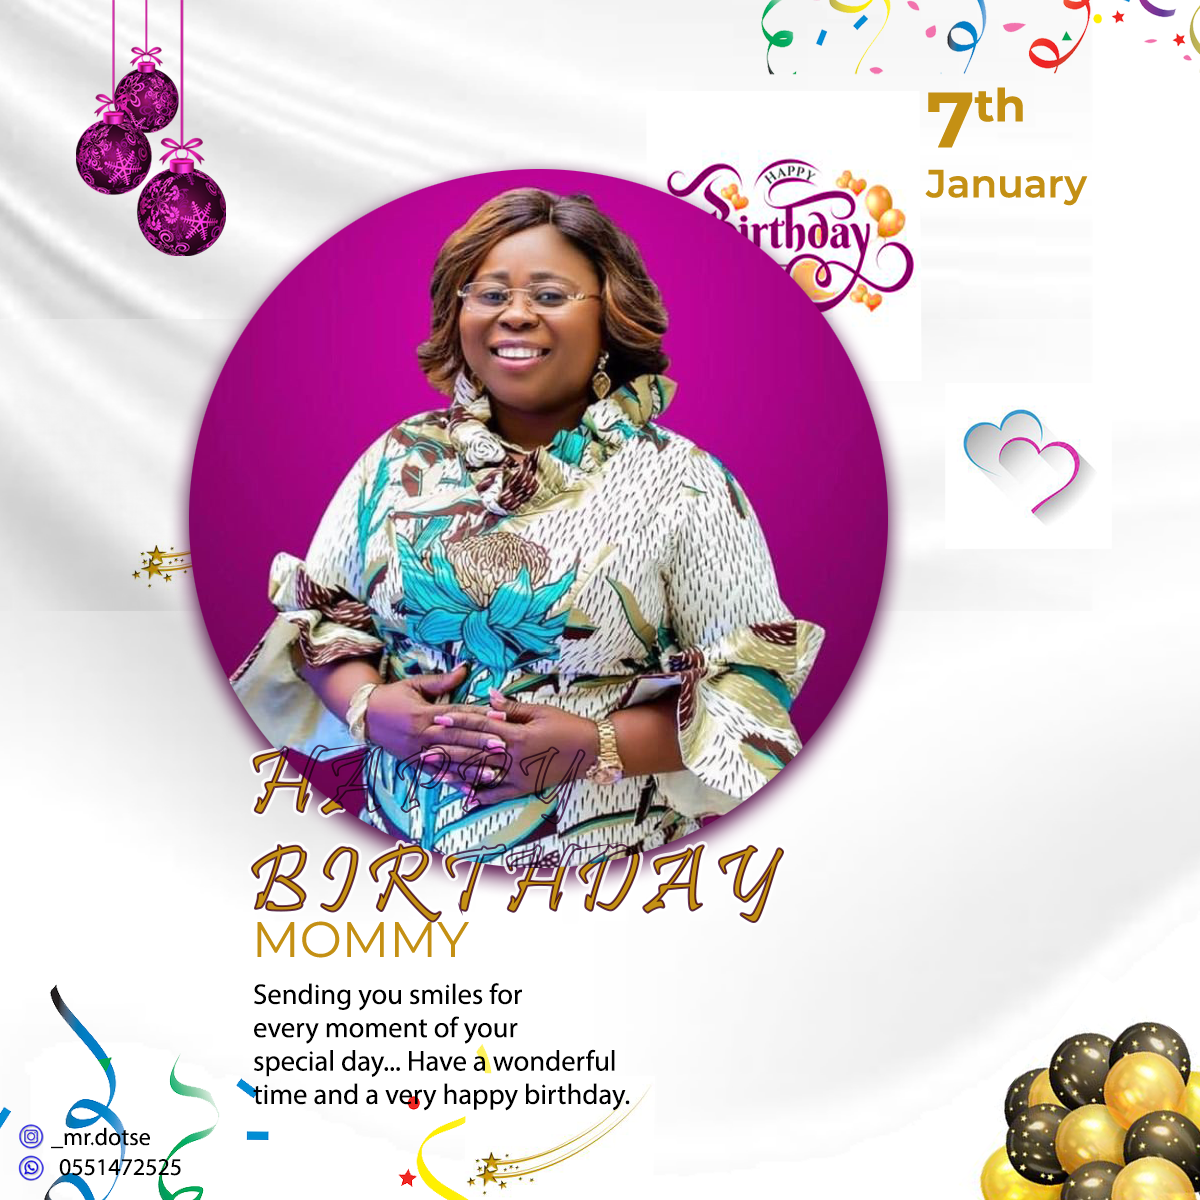 7th
January
HAPPY
Birthday
HAPPY
BIRTHDAY
MOMMY
Sending you smiles for
every moment of your
special day... Have a wonderful
time and a very happy birthday.
_mr.dotse
0551472525